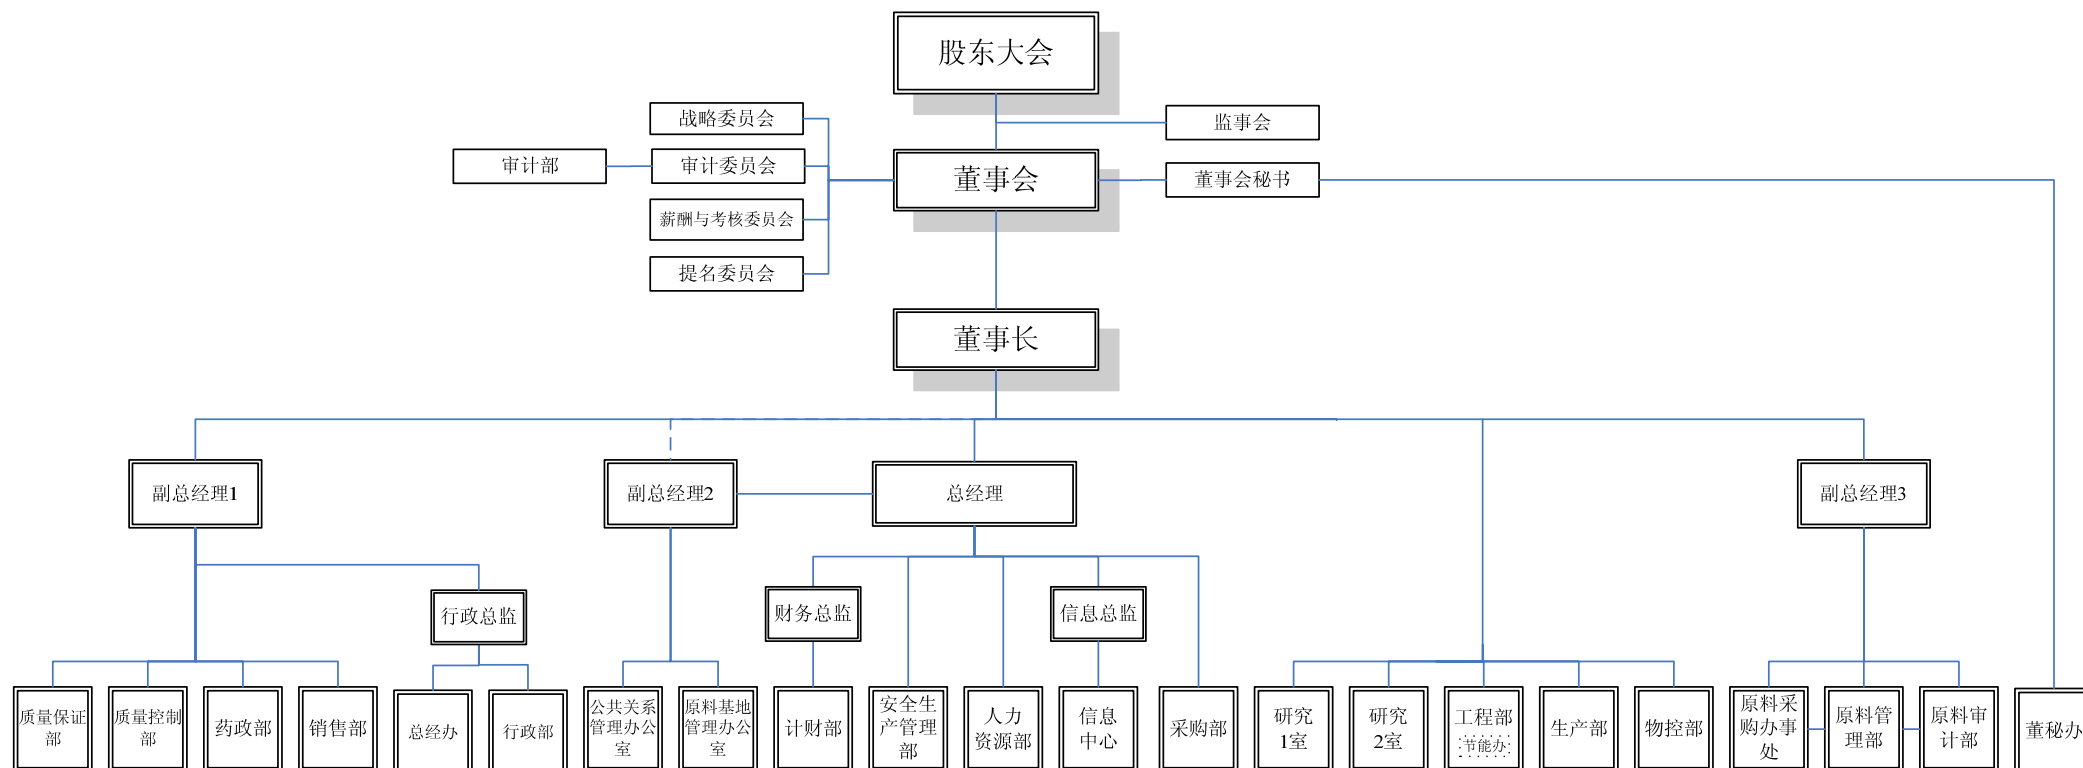 股东大会
战略委员会
监事会
审计部
审计委员会
董事会
董事会秘书
薪酬与考核委员会
提名委员会
董事长
副总经理1
副总经理2
总经理
副总经理3
行政总监
财务总监
信息总监
质量保证
部
质量控制
部
药政部
销售部
总经办
行政部
公共关系
管理办公
室
原料基地
管理办公
室
计财部
安全生
产管理
部
人力
资源部
信息
中心
采购部
研究
1室
研究
2室
工程部
节能办
生产部
物控部
原料采
购办事
处
原料管
理部
原料审
计部
董秘办